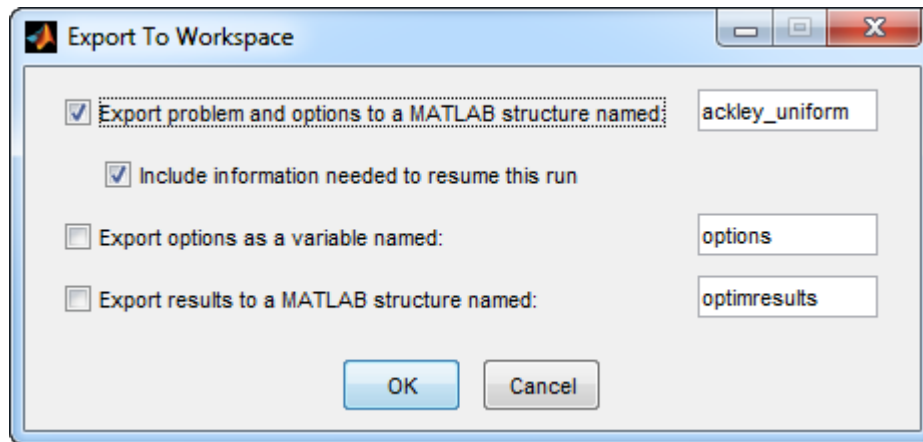 Export To Workspace
Export problem and options to a MATLAB structure named: ackley_uniform
Include information needed to resume this run
Export options as a variable named: options
Export results to a MATLAB structure named: optimresults
OK Cancel